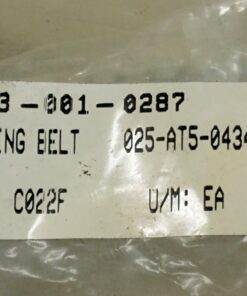 3-001-0287
ING BELT 025-AT5-0434
C022F U/M: EA